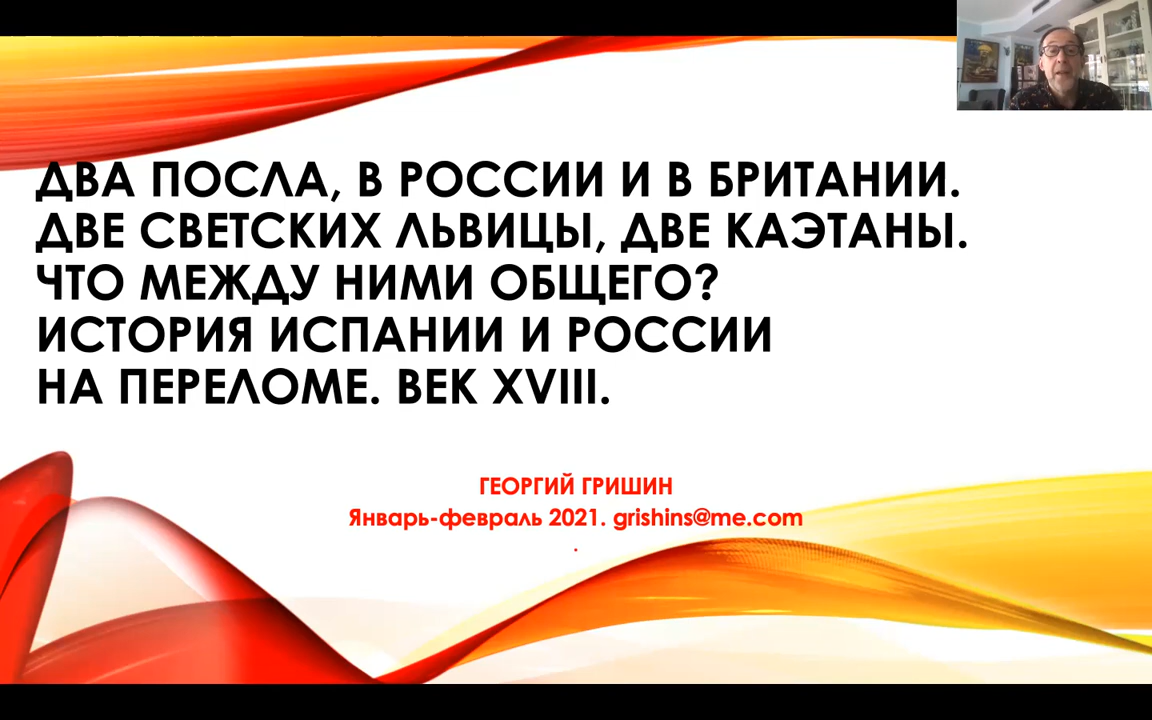 ДВА ПОСЛА, В РОССИИ И В БРИТАНИИ.
ДВЕ СВЕТСКИХ ЛЬВИЦЫ, ДВЕ КАЭТАНЫ.
ЧТО МЕЖДУ НИМИ ОБЩЕГО?
ИСТОРИЯ ИСПАНИИ И РОССИИ
НА ПЕРЕЛОМЕ. ВЕК XVIII.
ГЕОРГИЙ ГРИШИН
Январь-февраль 2021. grishins@me.com
.